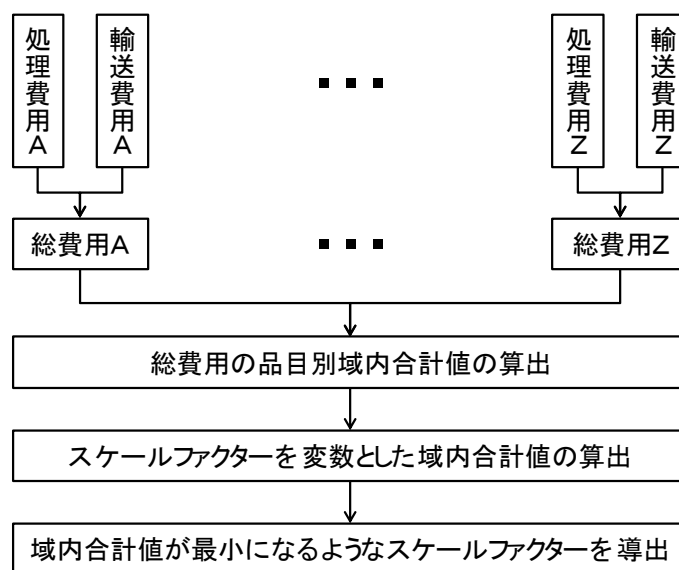 処理費用A
輸送費用A
処理費用Z
輸送費用Z
総費用A
総費用Z
総費用の品目別域内合計値の算出
スケールファクターを変数とした域内合計値の算出
域内合計値が最小になるようなスケールファクターを導出